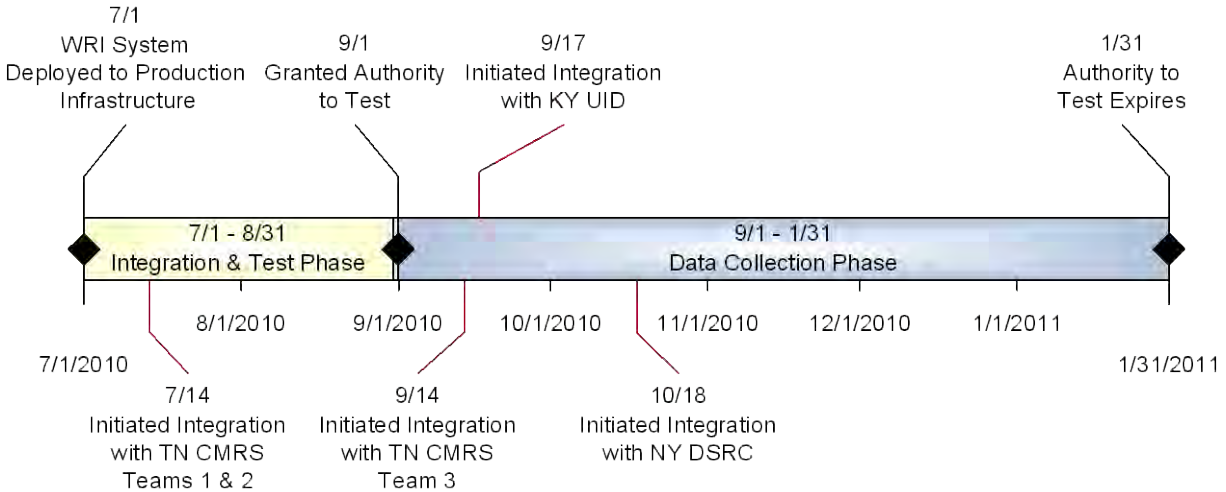 7/1
WRI System
Deployed to Production
Infrastructure
9/1
Granted Authority
to Test
9/17
Initiated Integration
with KY UID
1/31
Authority to
Test Expires
7/1 - 8/31
Integration & Test Phase
9/1 - 1/31
Data Collection Phase
8/1/2010
9/1/2010
10/1/2010
11/1/2010
12/1/2010
1/1/2011
7/1/2010
1/31/2011
7/14
Initiated Integration
with TN CMRS
Teams 1 & 2
9/14
Initiated Integration
with TN CMRS
Team 3
10/18
Initiated Integration
with NY DSRC